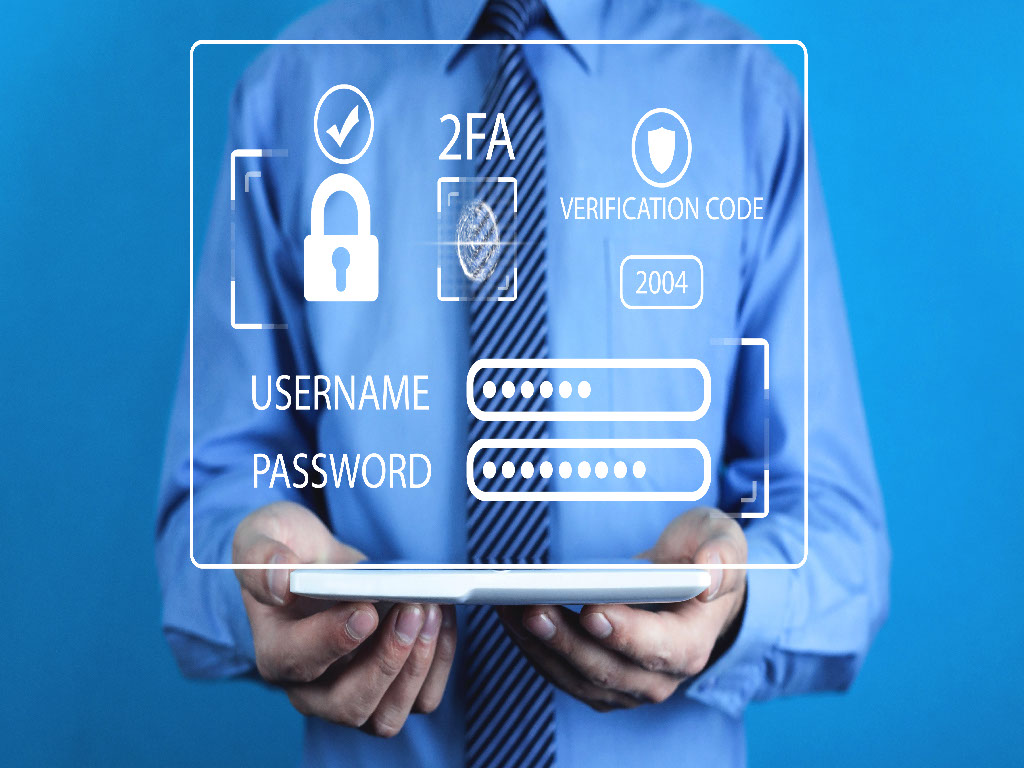 2FA
VERIFICATION CODE
2004
USERNAME
PASSWORD